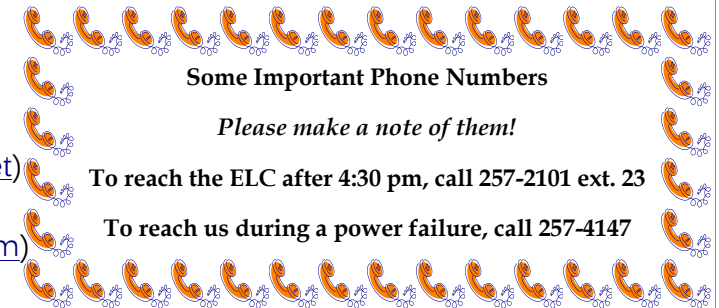 Some Important Phone Numbers
Please make a note of them!
et)
To reach the ELC after 4:30 pm, call 257-2101 ext. 23
To reach us during a power failure, call 257-4147
m)